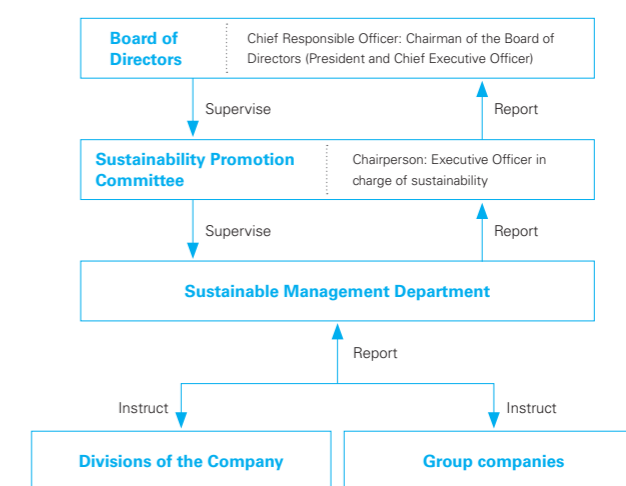 Board of
Directors
Chief Responsible Officer: Chairman of the Board of
Directors (President and Chief Executive Officer)
Supervise
Report
Sustainability Promotion
Committee
Chairperson: Executive Officer in
charge of sustainability
Supervise
Report
Sustainable Management Department
Report
Instruct
Instruct
Divisions of the Company
Group companies